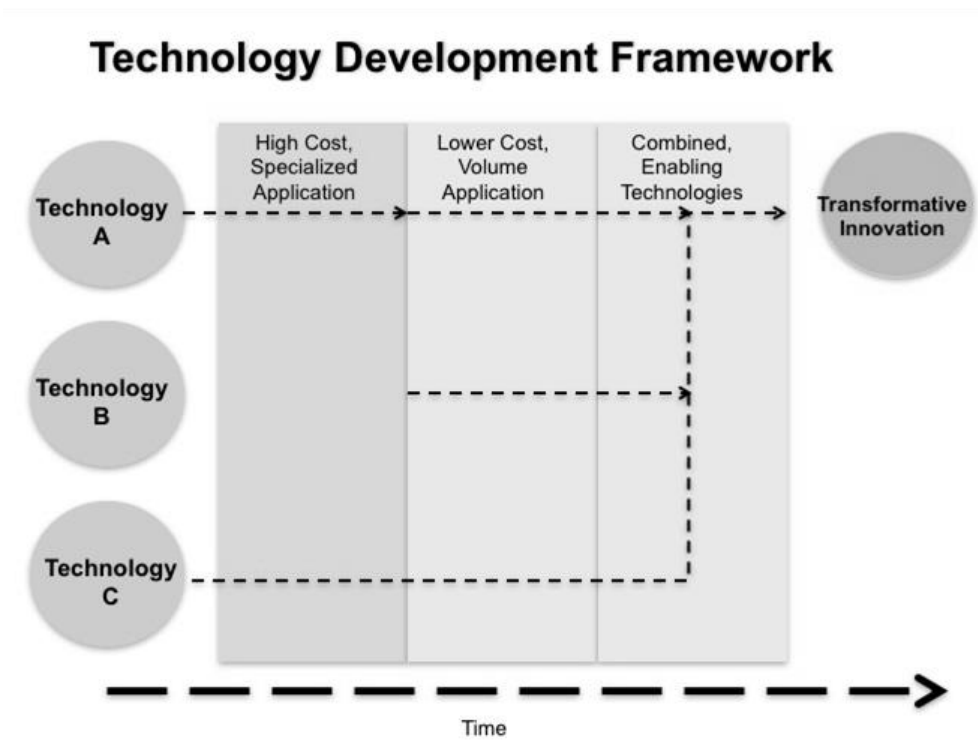 Technology Development Framework
High Cost,
Specialized
Application
Lower Cost,
Volume
Application
Combined,
Enabling
Technologies
Technology
A
Transformative
Innovation
Technology
B
Technology
C
Time